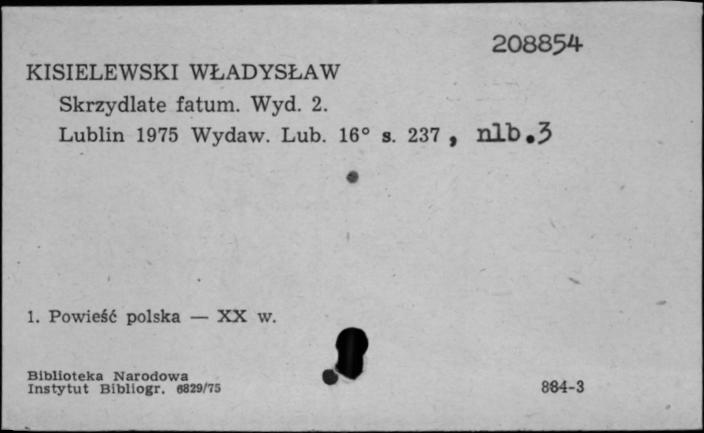 208854
KISIELEWSKI WŁADYSŁAW
Skrzydlate fatum. Wyd. 2.
Lublin 1975 Wydaw. Lub. 16° s. 237 , nlb.3
1. Powieść polska — XX w.
Biblioteka Narodowa
Instytut Bibliogr. 6829/75
884-3